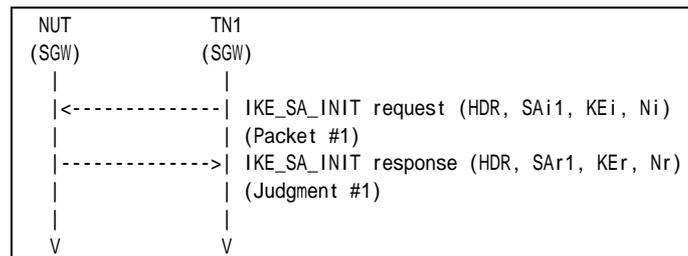 NUT TN1
(SGW) (SGW)
| |
|<--------------| IKE_SA_INIT request (HDR, SAi1, KEi, Ni)
| | (Packet #1)
|-------------->| IKE_SA_INIT response (HDR, SAr1, KEr, Nr)
| | (Judgment #1)
| |
V V